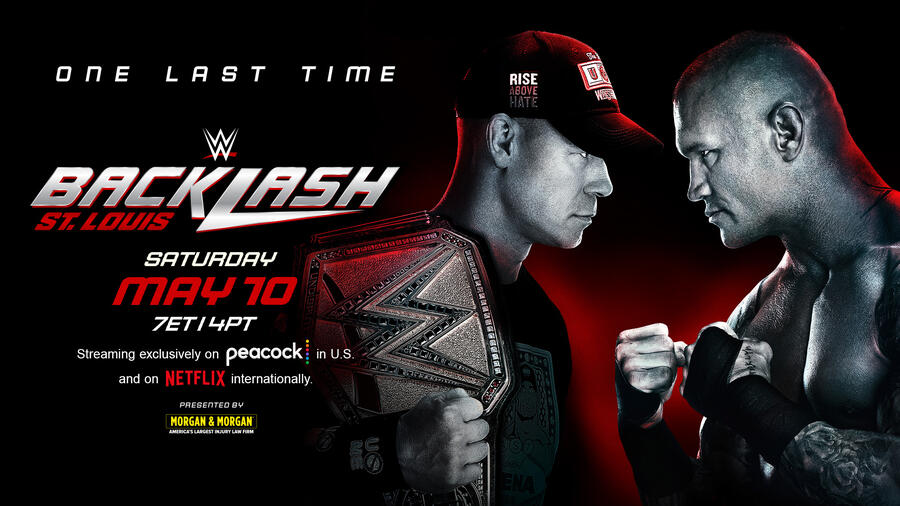 ONE LAST TIME
W
BACKLASH
ST. LOUIS
SATURDAY
MAY 10
7ET | 4PT
Streaming exclusively on peacock in U.S.
and on NETFLIX internationally.
PRESENTED BY
MORGAN & MORGAN
AMERICA'S LARGEST INJURY LAW FIRM
RISE
ABOVE
HATE
ENA